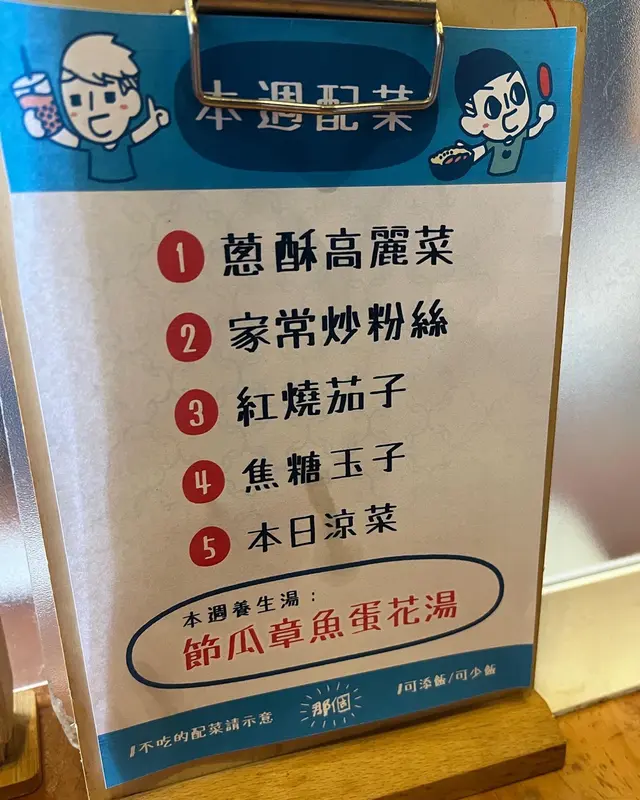 本週配菜
1 蔥酥高麗菜
2 家常炒粉絲
3 紅燒茄子
4 焦糖玉子
5 本日涼菜
本週養生湯：
節瓜章魚蛋花湯
/不吃的配菜請示意
那個
/可添飯/可少飯